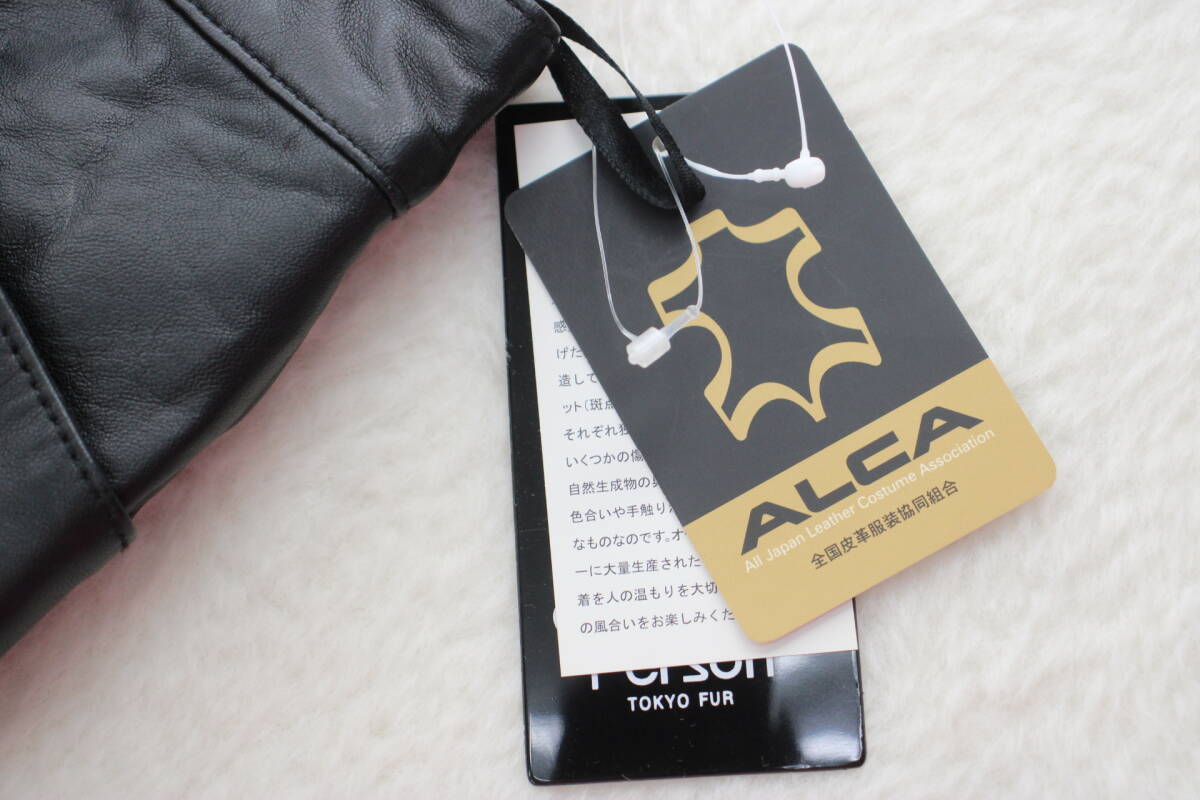 ALCA
All Japan Leather Costume Association
全国皮革服装協同組合
げた
造して
ット(斑点
それぞれ
いくつかの傷
自然生成物の
色合いや手触り
なものなのです。オ
ーに大量生産された
着を人の温もりを大切
の風合いをお楽しみくだ
Person
TOKYO FUR